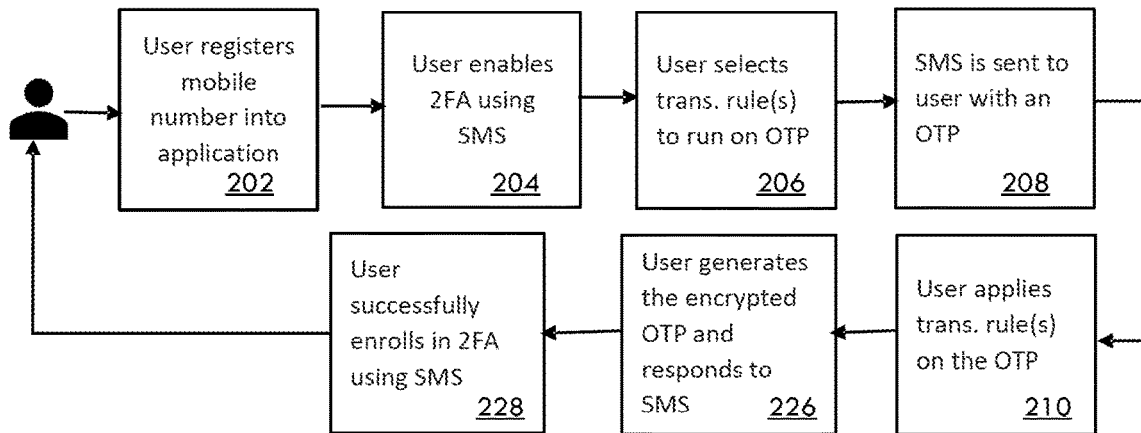 User registers
mobile
number into
application
202
User enables
2FA using
SMS
204
User selects
trans. rule(s)
to run on OTP
206
SMS is sent to
user with an
OTP
208
User applies
trans. rule(s)
on the OTP
210
User generates
the encrypted
OTP and
responds to
SMS
226
User
successfully
enrolls in 2FA
using SMS
228